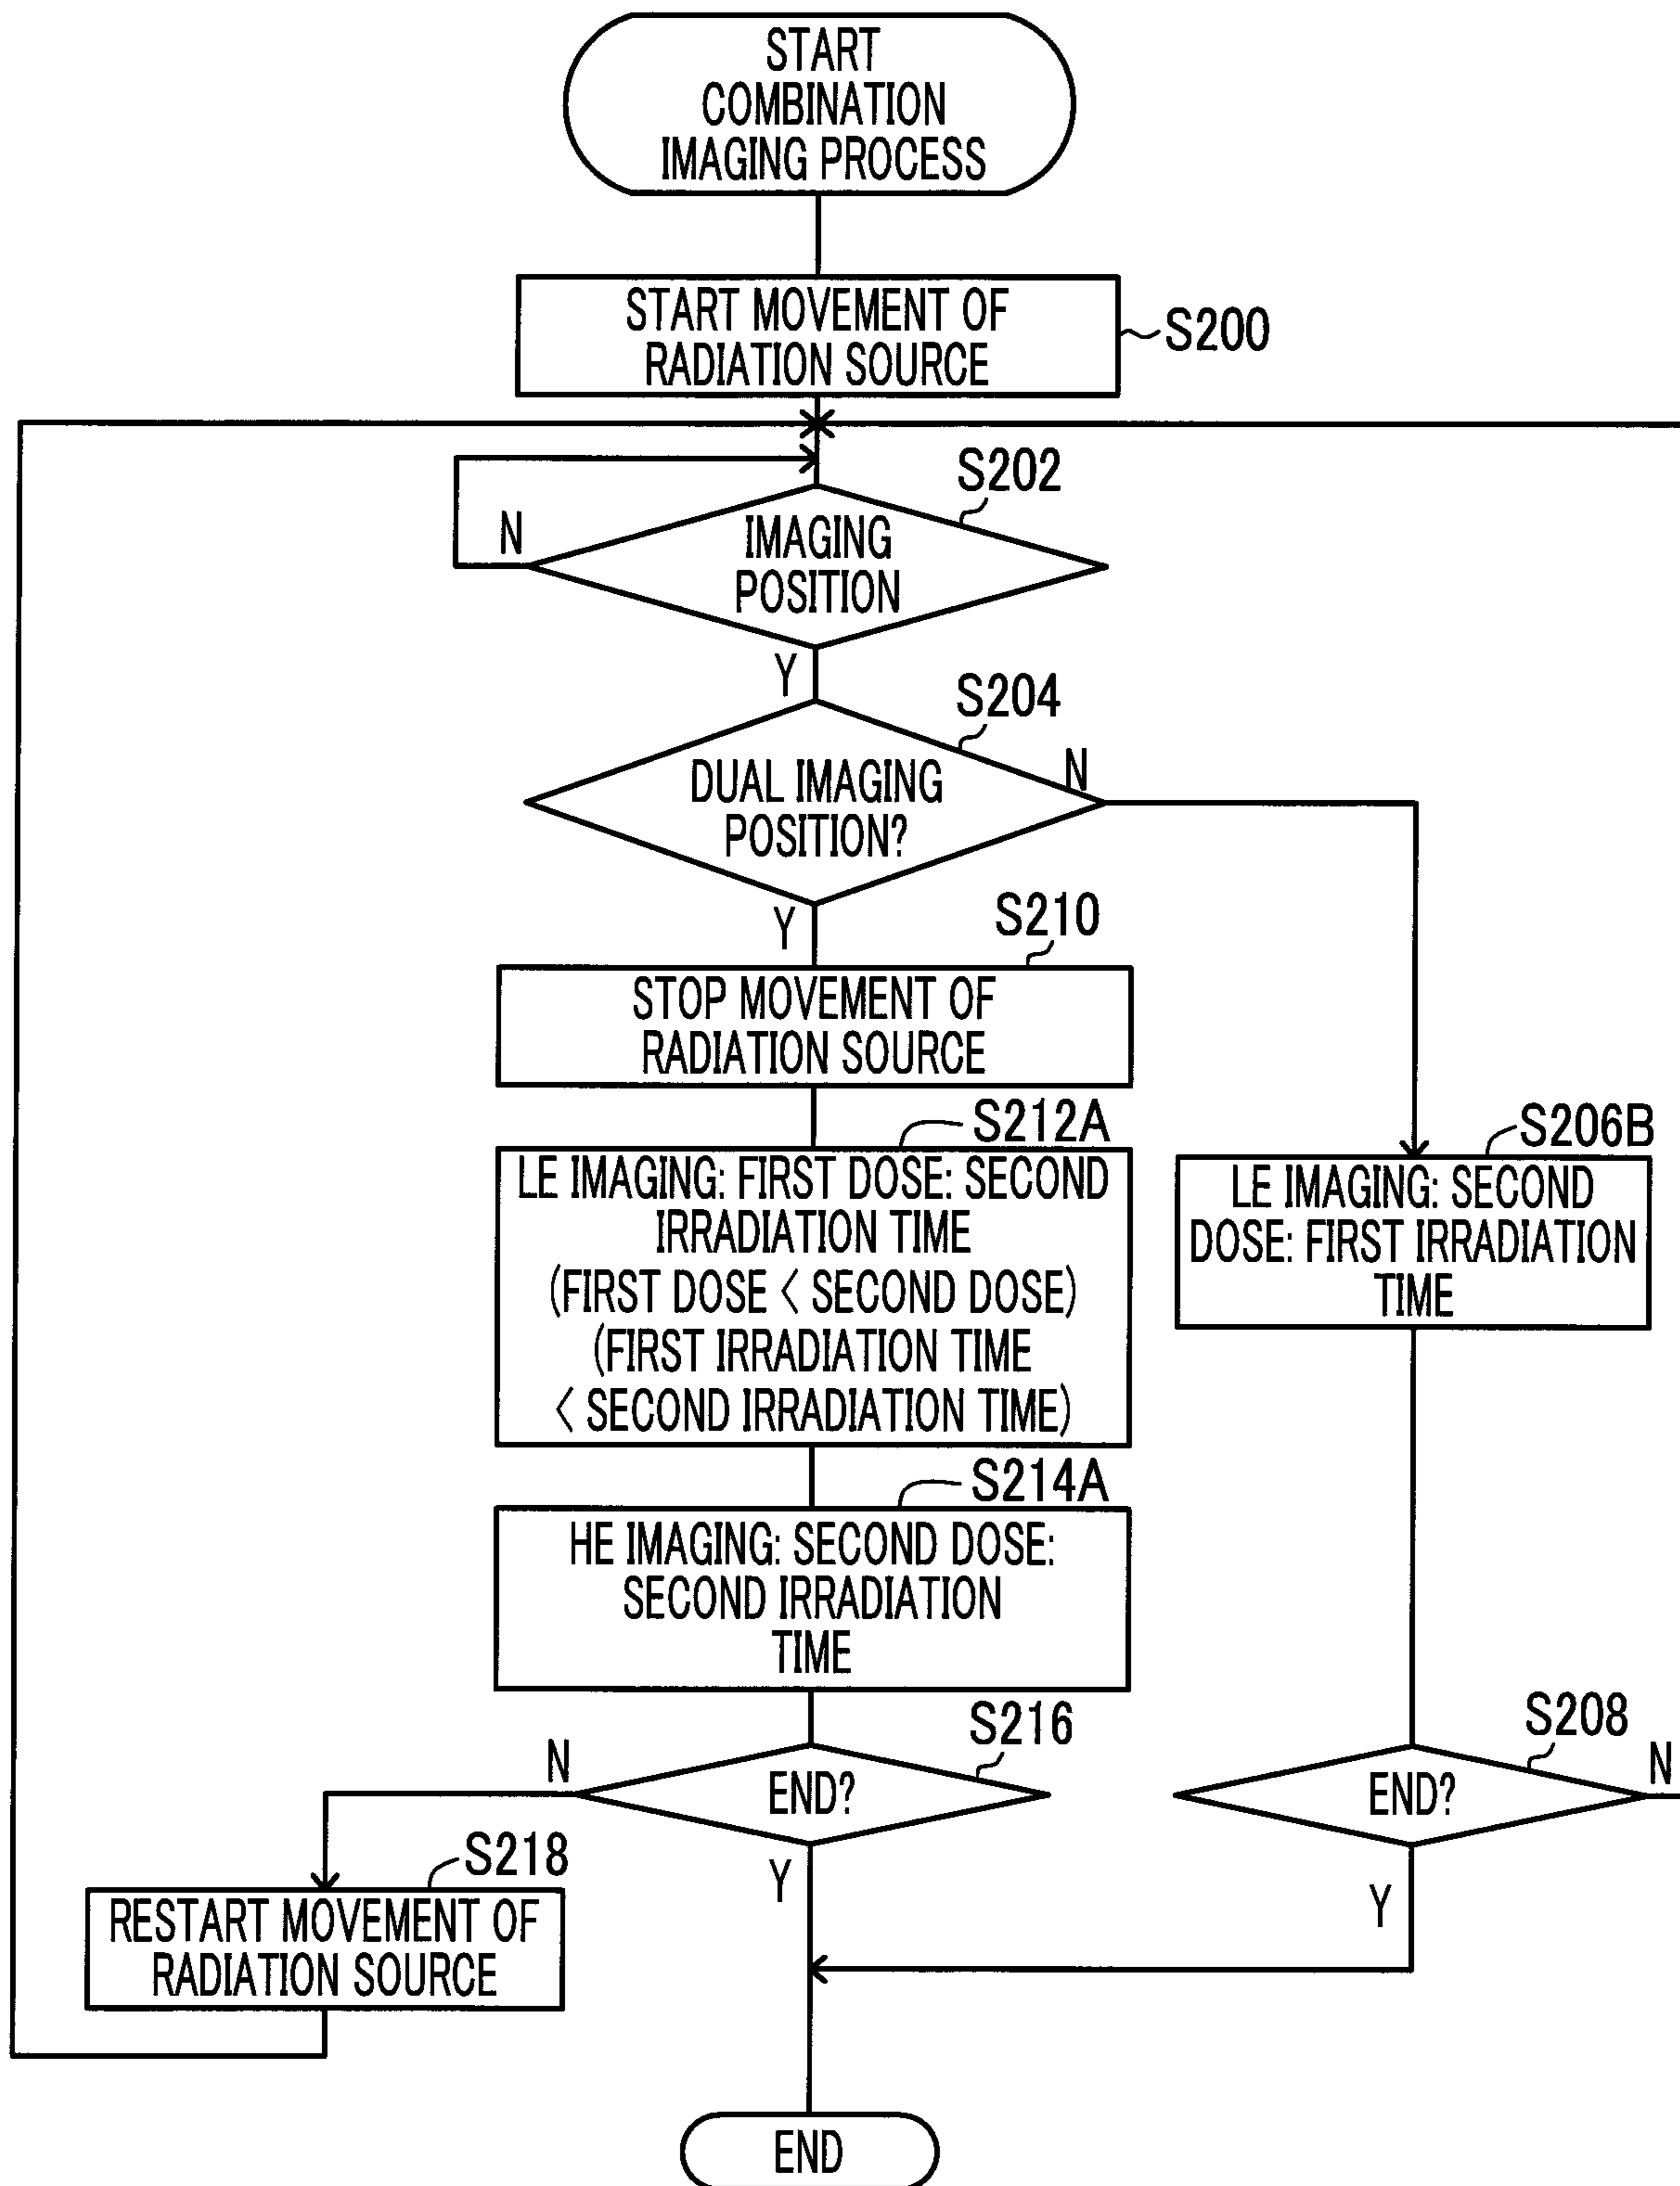 START
COMBINATION
IMAGING PROCESS
START MOVEMENT OF
RADIATION SOURCE
S200
S202
N
IMAGING
POSITION
Y
S204
N
DUAL IMAGING
POSITION?
Y
S210
STOP MOVEMENT OF
RADIATION SOURCE
S212A
LE IMAGING: FIRST DOSE: SECOND
IRRADIATION TIME
(FIRST DOSE < SECOND DOSE)
(FIRST IRRADIATION TIME
< SECOND IRRADIATION TIME)
S206B
LE IMAGING: SECOND
DOSE: FIRST IRRADIATION
TIME
S214A
HE IMAGING: SECOND DOSE:
SECOND IRRADIATION
TIME
S216
N
END?
Y
S208
N
END?
Y
S218
RESTART MOVEMENT OF
RADIATION SOURCE
END